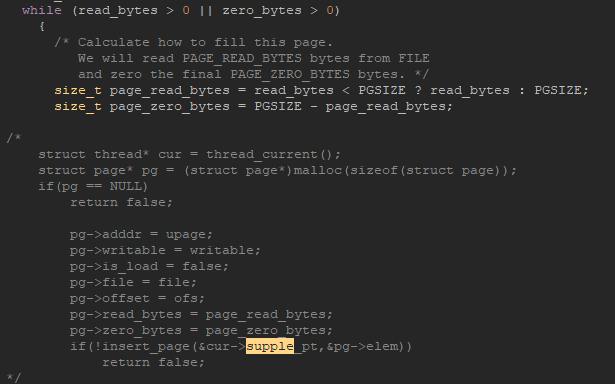 while (read_bytes > 0 || zero_bytes > 0)
{
/* Calculate how to fill this page.
We will read PAGE_READ_BYTES bytes from FILE
and zero the final PAGE_ZERO_BYTES bytes. */
size_t page_read_bytes = read_bytes < PGSIZE ? read_bytes : PGSIZE;
size_t page_zero_bytes = PGSIZE - page_read_bytes;
/*
struct thread* cur = thread_current();
struct page* pg = (struct page*)malloc(sizeof(struct page));
if(pg == NULL)
return false;
pg->adddr = upage;
pg->writable = writable;
pg->is_load = false;
pg->file = file;
pg->offset = ofs;
pg->read_bytes = page_read_bytes;
pg->zero_bytes = page_zero_bytes;
if(!insert_page(&cur->supple_pt,&pg->elem))
return false;
*/